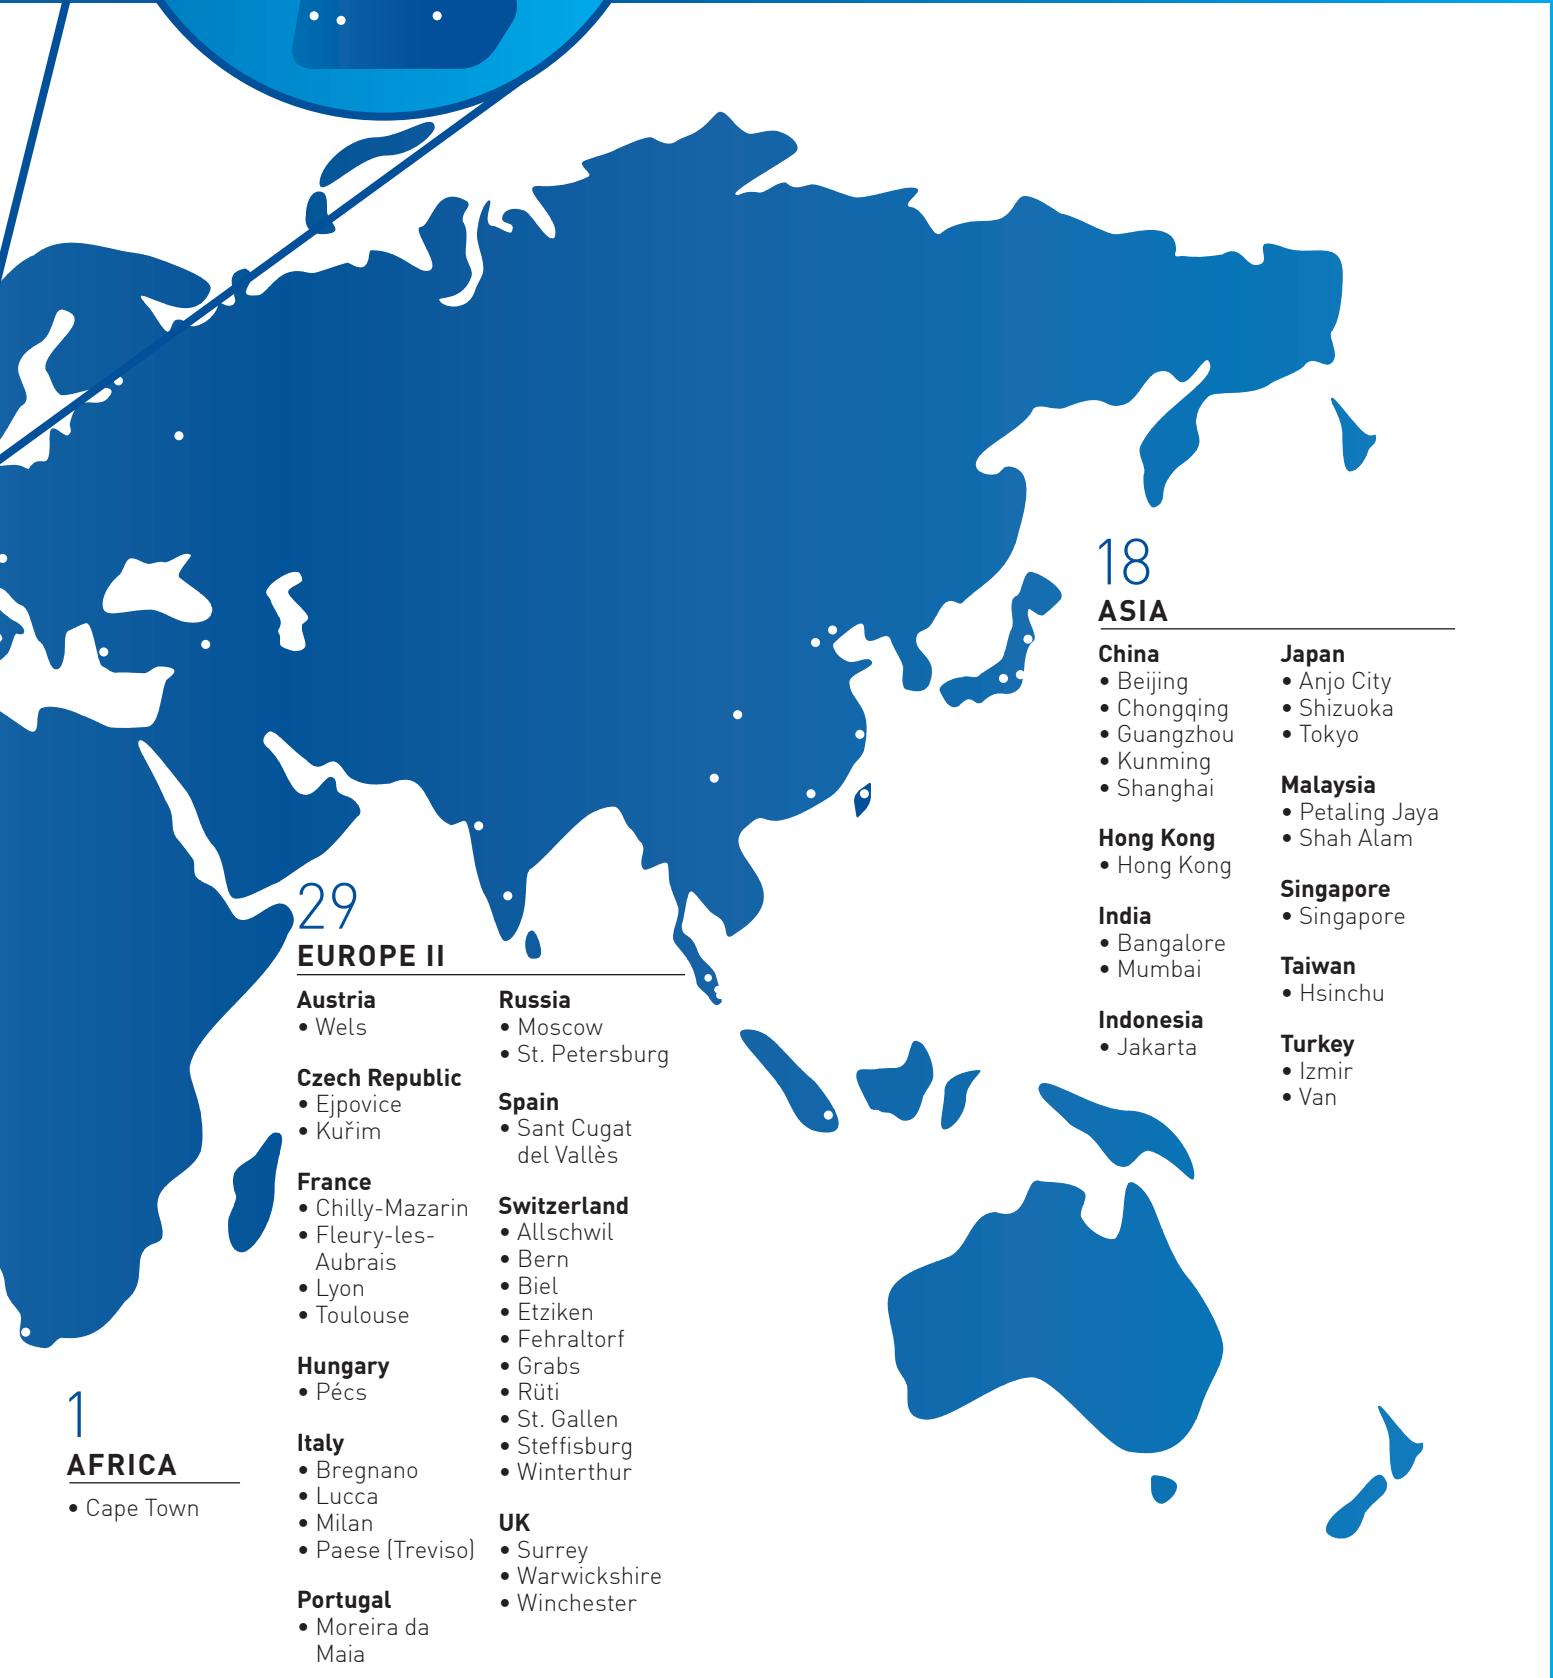 18
ASIA
China
• Beijing
• Chongqing
• Guangzhou
• Kunming
• Shanghai
Hong Kong
• Hong Kong
India
• Bangalore
• Mumbai
Indonesia
• Jakarta
Japan
• Anjo City
• Shizuoka
• Tokyo
Malaysia
• Petaling Jaya
• Shah Alam
Singapore
• Singapore
Taiwan
• Hsinchu
Turkey
• Izmir
• Van
29
EUROPE II
Austria
• Wels
Czech Republic
• Ejpovice
• Kuřim
France
• Chilly-Mazarin
• Fleury-les-
Aubrais
• Lyon
• Toulouse
Hungary
• Pécs
Italy
• Bregnano
• Lucca
• Milan
• Paese (Treviso)
Portugal
• Moreira da
Maia
Russia
• Moscow
• St. Petersburg
Spain
• Sant Cugat
del Vallès
Switzerland
• Allschwil
• Bern
• Biel
• Etziken
• Fehraltorf
• Grabs
• Rüti
• St. Gallen
• Steffisburg
• Winterthur
UK
• Surrey
• Warwickshire
• Winchester
1
AFRICA
• Cape Town